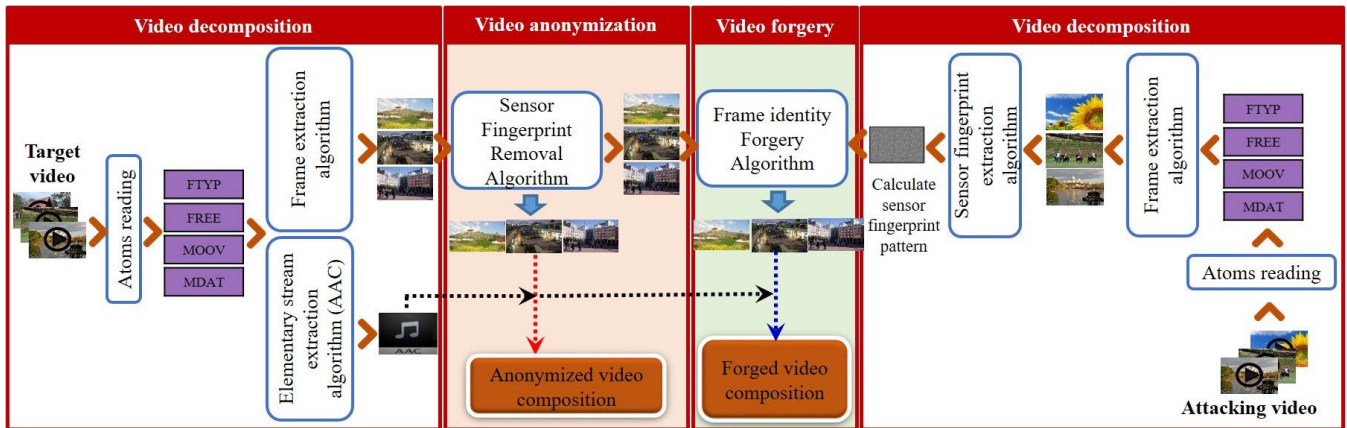 Video decomposition
Target
video
Atoms reading
FTYP
FREE
MOOV
MDAT
Frame extraction
algorithm
Elementary stream
extraction
algorithm (AAC)
AAC
Video anonymization
Sensor
Fingerprint
Removal
Algorithm
Anonymized video
composition
Video forgery
Frame identity
Forgery
Algorithm
Forged video
composition
Video decomposition
Calculate
sensor
fingerprint
pattern
Sensor fingerprint
extraction
algorithm
Frame extraction
algorithm
FTYP
FREE
MOOV
MDAT
Atoms reading
Attacking video